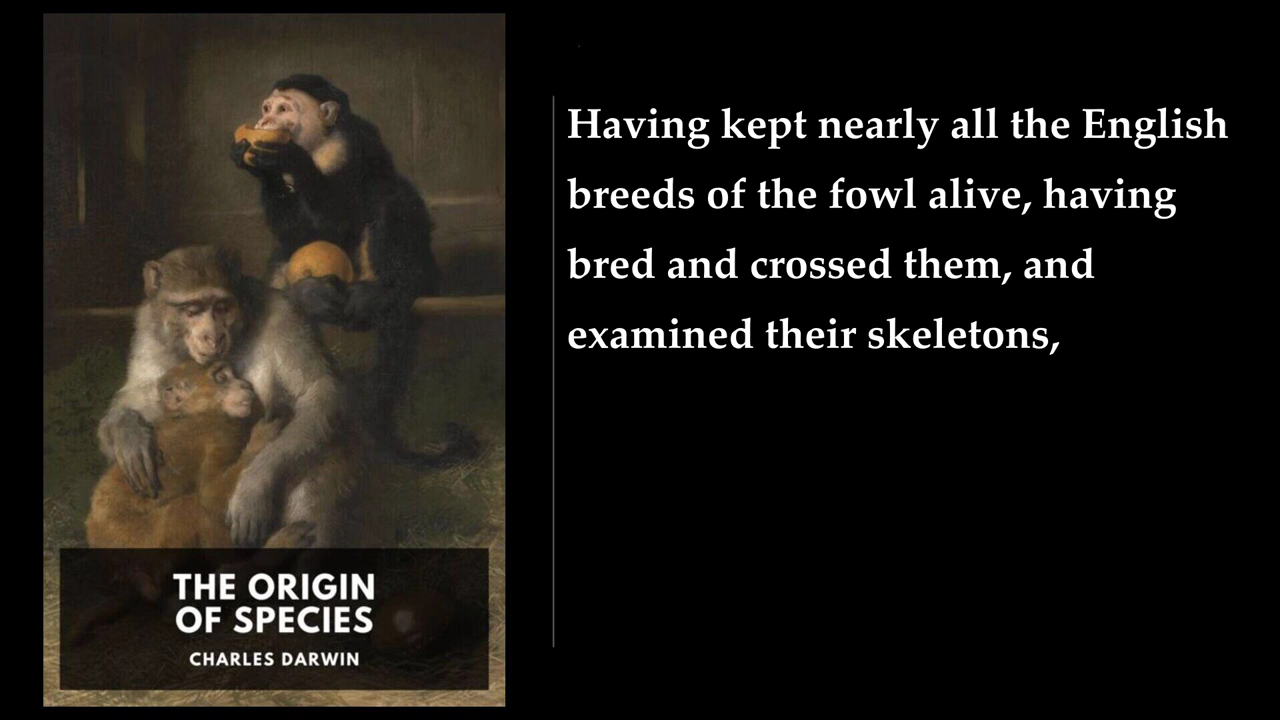 Having kept nearly all the English
breeds of the fowl alive, having
bred and crossed them, and
examined their skeletons,
THE ORIGIN
OF SPECIES
CHARLES DARWIN